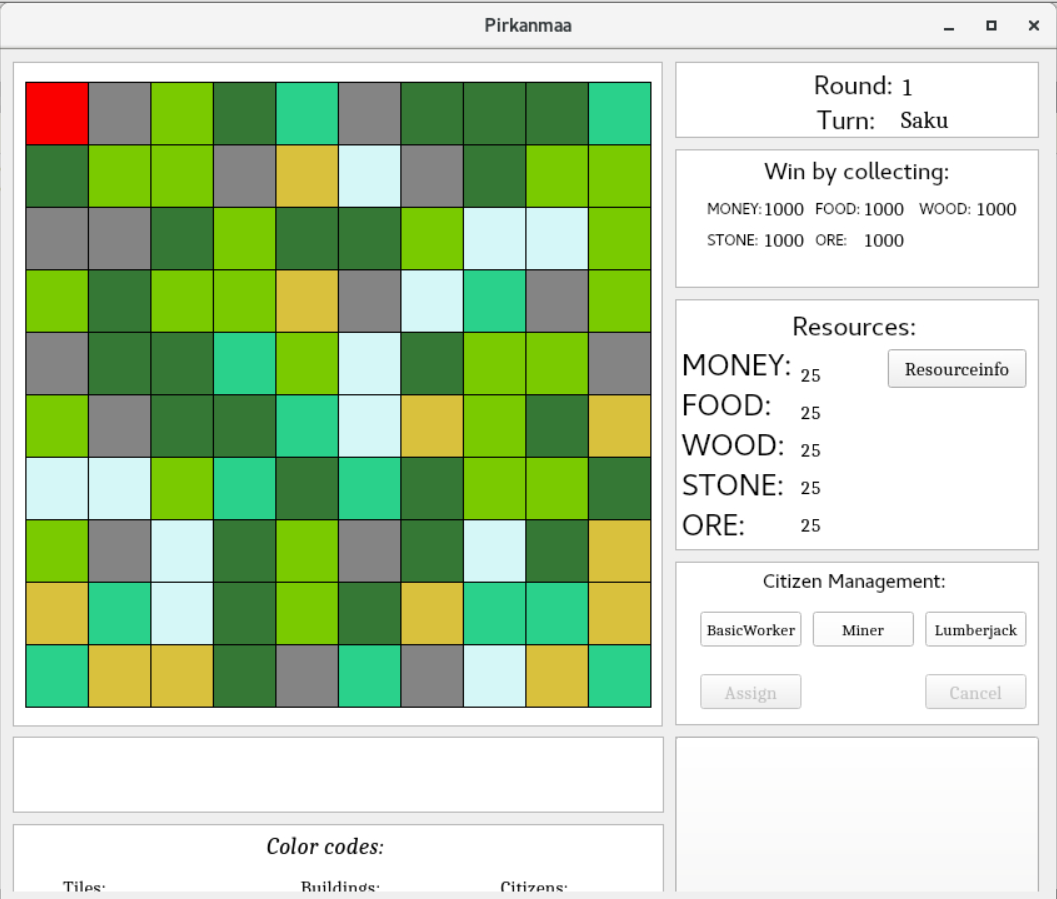 Pirkanmaa
Round: 1
Turn: Saku
Win by collecting:
MONEY: 1000 FOOD: 1000 WOOD: 1000
STONE: 1000 ORE: 1000
Resources:
MONEY: 25 Resourceinfo
FOOD: 25
WOOD: 25
STONE: 25
ORE: 25
Citizen Management:
BasicWorker Miner Lumberjack
Assign Cancel
Color codes:
Tiles: Buildings: Citizens: